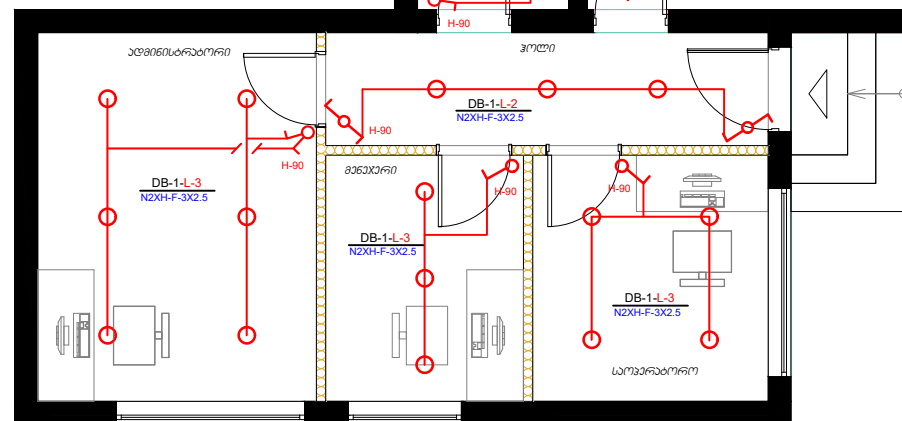 H-90
ადმინისტრატორი
ჰოლი
DB-1-L-2
N2XH-F-3X2.5
H-90
H-90
მენეჯერი
DB-1-L-3
N2XH-F-3X2.5
H-90
H-90
DB-1-L-3
N2XH-F-3X2.5
DB-1-L-3
N2XH-F-3X2.5
საოპერატორო